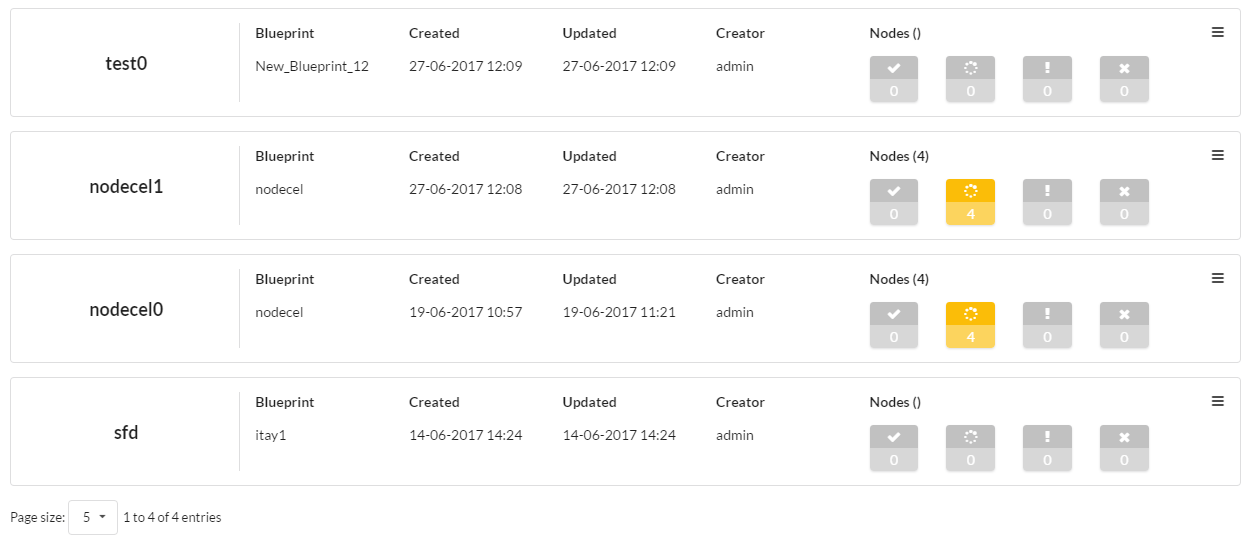 Blueprint Created Updated Creator Nodes ()
test0 New_Blueprint_12 27-06-2017 12:09 27-06-2017 12:09 admin
0 0 0 0
Blueprint Created Updated Creator Nodes (4)
nodecel1 nodecel 27-06-2017 12:08 27-06-2017 12:08 admin
0 4 0 0
Blueprint Created Updated Creator Nodes (4)
nodecel0 nodecel 19-06-2017 10:57 19-06-2017 11:21 admin
0 4 0 0
Blueprint Created Updated Creator Nodes ()
sfd itay1 14-06-2017 14:24 14-06-2017 14:24 admin
0 0 0 0
Page size: 5 1 to 4 of 4 entries